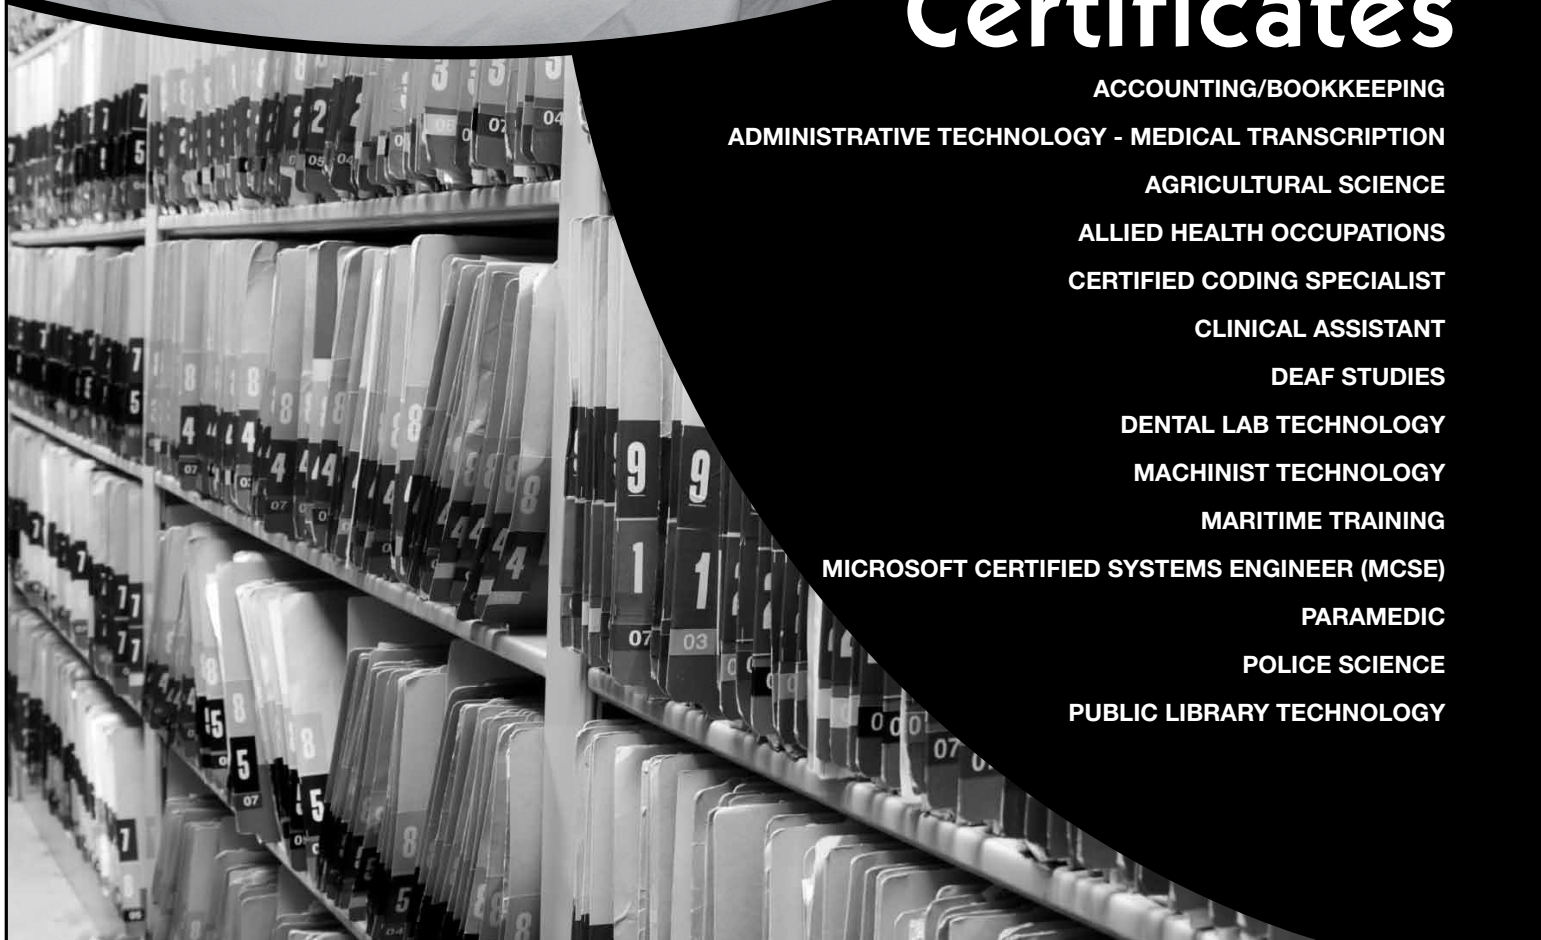 Certificates
ACCOUNTING/BOOKKEEPING
ADMINISTRATIVE TECHNOLOGY - MEDICAL TRANSCRIPTION
AGRICULTURAL SCIENCE
ALLIED HEALTH OCCUPATIONS
CERTIFIED CODING SPECIALIST
CLINICAL ASSISTANT
DEAF STUDIES
DENTAL LAB TECHNOLOGY
MACHINIST TECHNOLOGY
MARITIME TRAINING
MICROSOFT CERTIFIED SYSTEMS ENGINEER (MCSE)
PARAMEDIC
POLICE SCIENCE
PUBLIC LIBRARY TECHNOLOGY